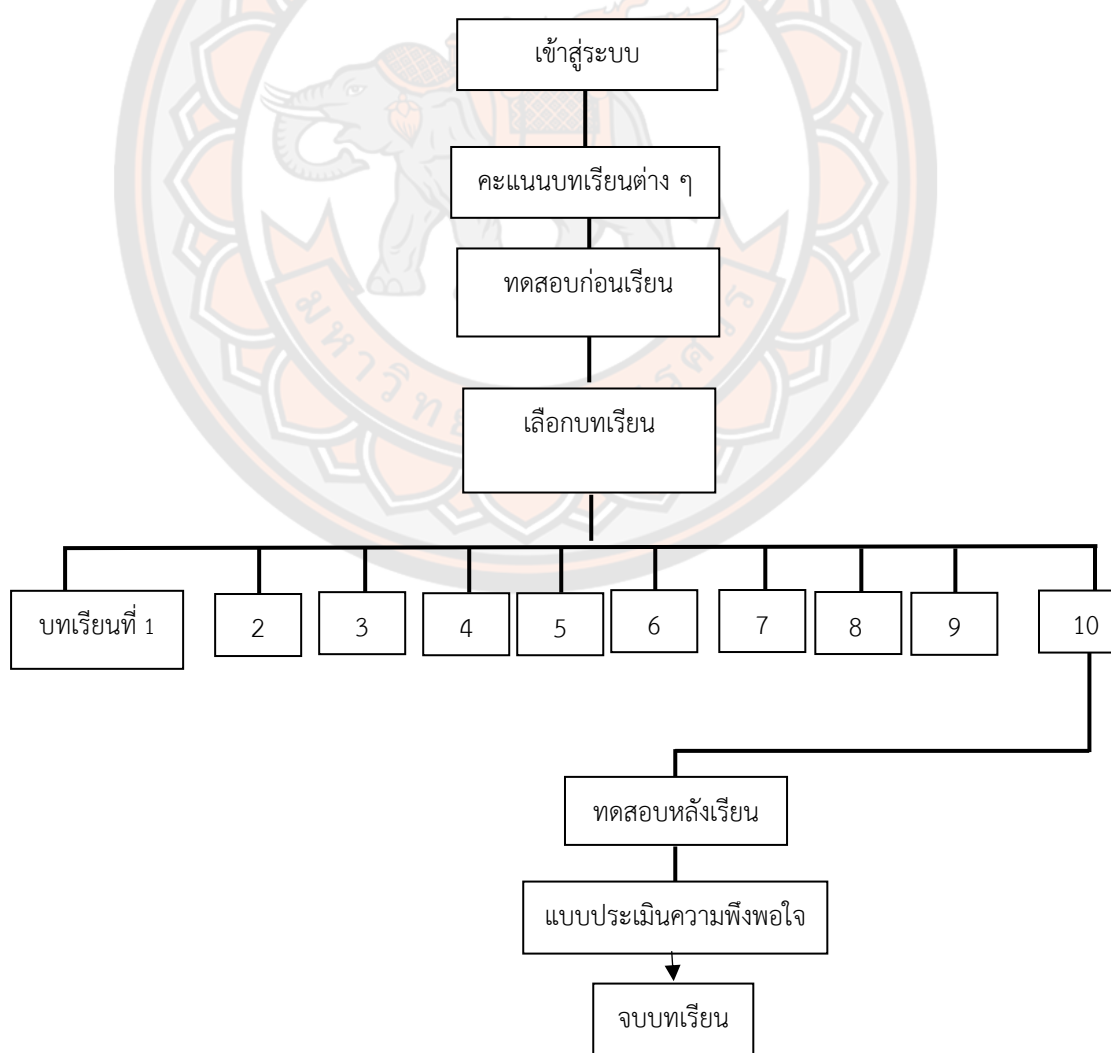 เข้าสู่ระบบ
คะแนนบทเรียนต่าง ๆ
ทดสอบก่อนเรียน
เลือกบทเรียน
บทเรียนที่ 1
2
3
4
5
6
7
8
9
10
ทดสอบหลังเรียน
แบบประเมินความพึงพอใจ
จบบทเรียน